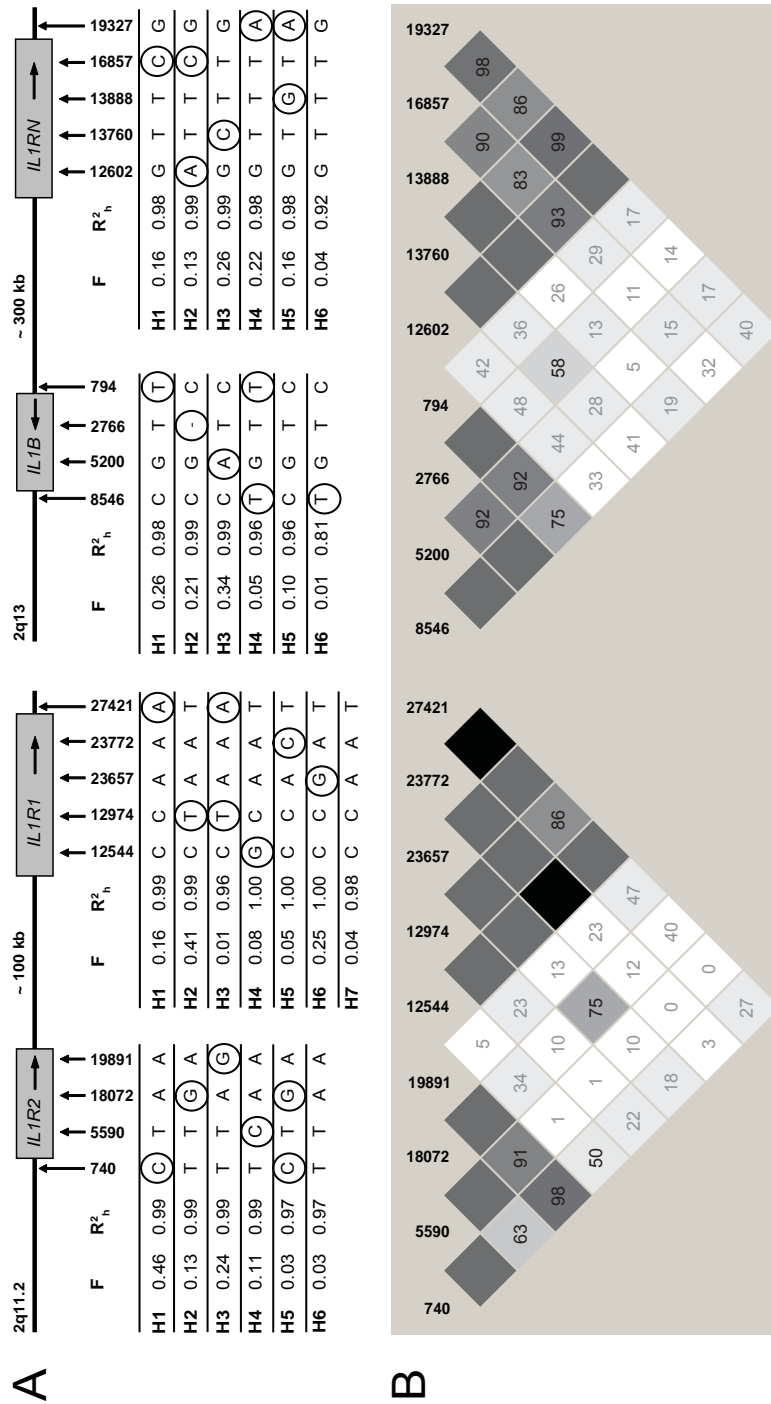 A
2q11.2 ~ 100 kb 2q13 ~ 300 kb
IL1R2 IL1R1 IL1B IL1RN
F R²h 740 5590 18072 19891 R²h F 12544 12974 23657 23772 27421 F R²h 8546 5200 2766 794 F R²h 12602 13760 13888 16857 19327
H1 0.46 0.99 C T A A H1 0.16 0.99 C C A A A H1 0.26 0.98 C G T T H1 0.16 0.98 G T T C G
H2 0.13 0.99 T T G A H2 0.41 0.99 C T A A T H2 0.21 0.99 C G - C H2 0.13 0.99 A T T C G
H3 0.24 0.99 T T A G H3 0.01 0.96 C T A A A H3 0.34 0.99 C A T C H3 0.26 0.99 G C T T G
H4 0.11 0.99 T C A A H4 0.08 1.00 G C A A T H4 0.05 0.96 T G T T H4 0.22 0.98 G T T T A
H5 0.03 0.97 C T G A H5 0.05 1.00 C C A C T H5 0.10 0.96 C G T C H5 0.16 0.98 G T G T A
H6 0.03 0.97 T T A A H6 0.25 1.00 C C G A T H6 0.01 0.81 T G T C H6 0.04 0.92 G T T T G
H7 0.04 0.98 C C A A T
B
740 5590 18072 19891 12544 12974 23657 23772 27421 8546 5200 2766 794 12602 13760 13888 16857 19327
5 92 42 90 98
63 91 34 23 92 48 36 83 86
98 1 10 13 86 75 44 58 26 93 99
50 1 75 23 33 28 13 29
22 10 12 47 41 5 11 17
18 0 40 19 15 14
3 0 32 17
27 40